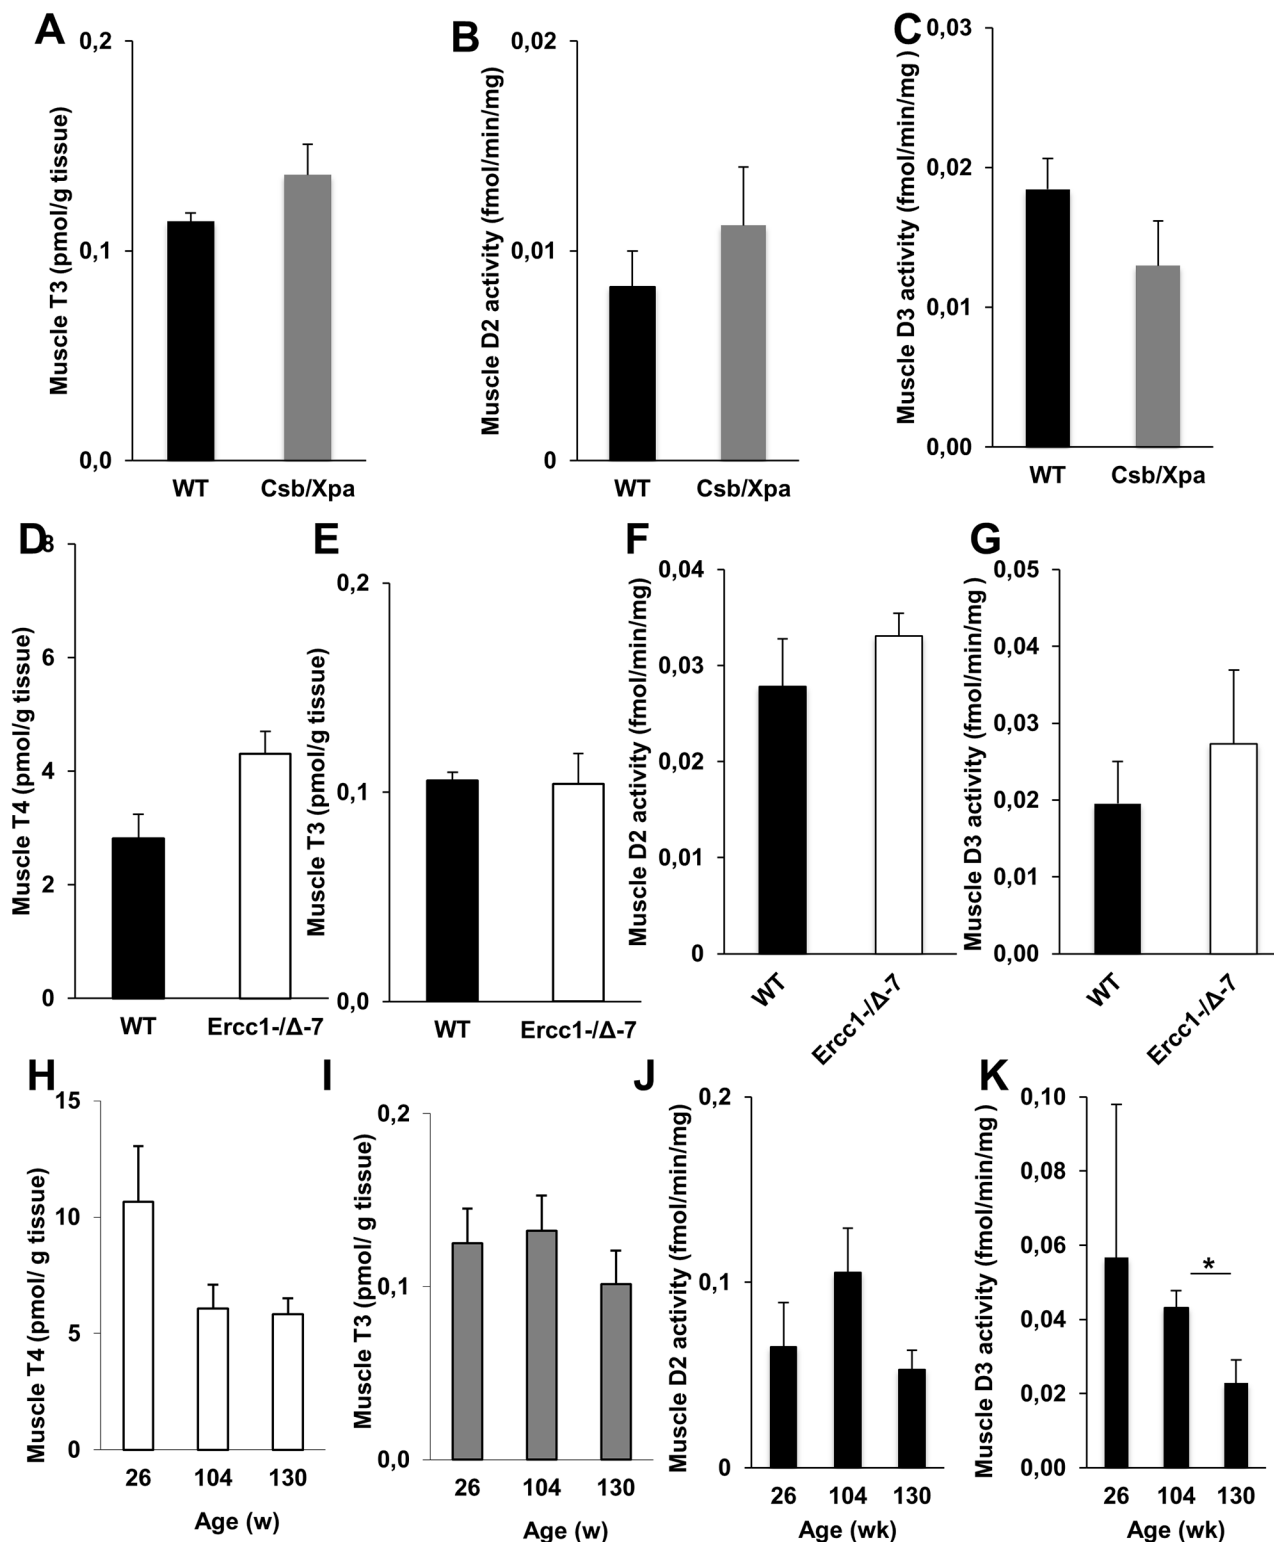 A
Muscle T3 (pmol/g tissue)
0,2
0,1
0,0
WT
Csb/Xpa
B
Muscle D2 activity (fmol/min/mg)
0,02
0,01
0
WT
Csb/Xpa
C
Muscle D3 activity (fmol/min/mg )
0,03
0,02
0,01
0,00
WT
Csb/Xpa
D
Muscle T4 (pmol/g tissue)
8
6
4
2
0
WT
Ercc1-/Δ-7
E
Muscle T3 (pmol/g tissue)
0,2
0,1
0,0
WT
Ercc1-/Δ-7
F
Muscle D2 activity (fmol/min/mg)
0,04
0,03
0,02
0,01
0
WT
Ercc1-/Δ-7
G
Muscle D3 activity (fmol/min/mg )
0,05
0,04
0,03
0,02
0,01
0,00
WT
Ercc1-/Δ-7
H
Muscle T4 (pmol/ g tissue)
15
10
5
0
26 104 130
Age (w)
I
Muscle T3 (pmol/ g tissue)
0,2
0,1
0,0
26 104 130
Age (w)
J
Muscle D2 activity (fmol/min/mg)
0,2
0,1
0
26 104 130
Age (wk)
K
Muscle D3 activity (fmol/min/mg )
0,10
0,08
0,06
0,04
0,02
0,00
*
26 104 130
Age (wk)